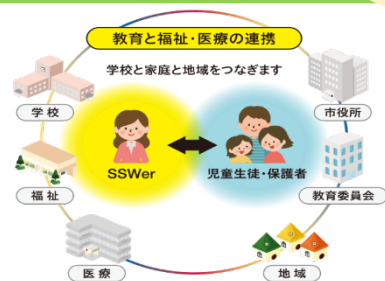 教育と福祉・医療の連携
学校と家庭と地域をつなぎます
学校
市役所
SSWer
児童生徒・保護者
福祉
教育委員会
医療
地域